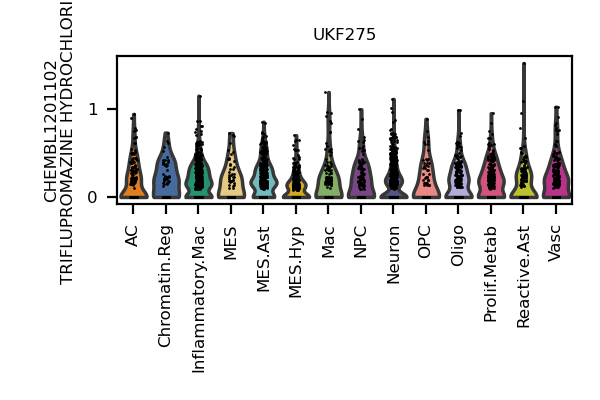 UKF275
CHEMBL1201102
TRIFLUPROMAZINE HYDROCHLORI
1
0
AC
Chromatin.Reg
Inflammatory.Mac
MES
MES.Ast
MES.Hyp
Mac
NPC
Neuron
OPC
Oligo
Prolif.Metab
Reactive.Ast
Vasc